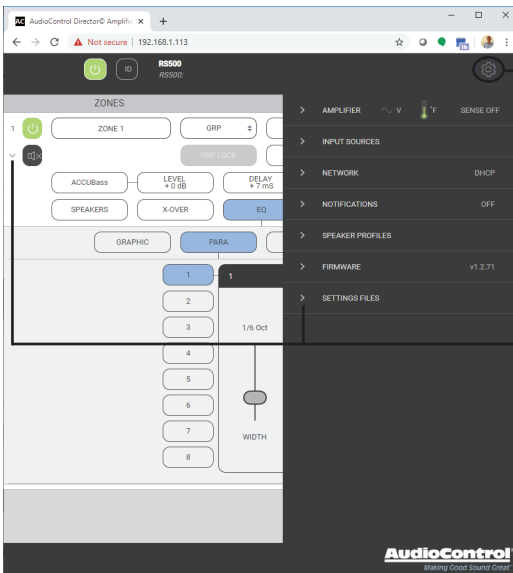 AC AudioControl Director© Amplifie
Not secure | 192.168.1.113
ID
RS500
RS500:
ZONES
1 ZONE 1 GRP
GRP LOCK
ACCUBass LEVEL + 0 dB DELAY + 7 mS
SPEAKERS X-OVER EQ
GRAPHIC PARA
1
2
3
4
5
6
7
8
1
1/6 Oct
WIDTH
AMPLIFIER V °F SENSE OFF
INPUT SOURCES
NETWORK DHCP
NOTIFICATIONS OFF
SPEAKER PROFILES
FIRMWARE v1.2.71
SETTINGS FILES
AudioControl
Making Good Sound Great